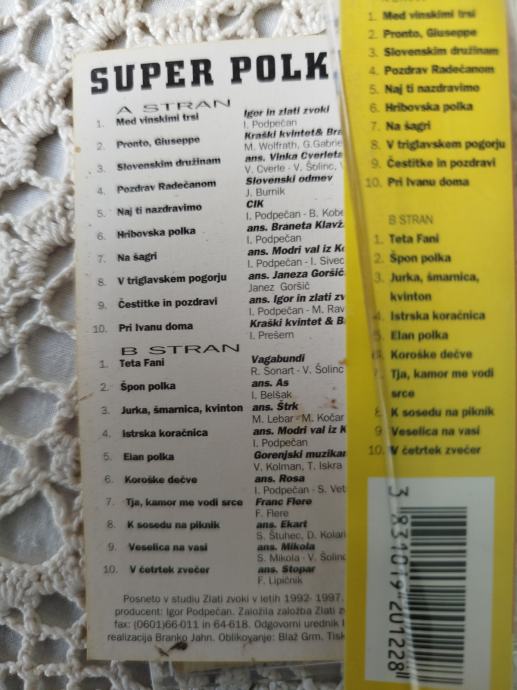 SUPER POLK
A STRAN
1. Med vinskimi trsi
Igor in zlati zvoki
I. Podpečan
2. Pronto, Giuseppe
Kraški kvintet& Bra
M. Wolfrath, G.Gabrie
3. Slovenskim družinam
ans. Vinka Cverleta
V. Cverle - V. Šolinc,
4. Pozdrav Radečanom
Slovenski odmev
J. Burnik
5. Naj ti nazdravimo
CIK
I. Podpečan - B. Kobe
6. Hribovska polka
ans. Braneta Klavž
I. Podpečan
7. Na šagri
ans. Modri val iz Ko
I. Podpečan - I. Sivec
8. V triglavskem pogorju
ans. Janeza Goršič
Janez Goršič
9. Čestitke in pozdravi
ans. Igor in zlati zv
I. Podpečan - M. Rav
10. Pri Ivanu doma
Kraški kvintet & B
I. Prešern
B STRAN
1. Teta Fani
Vagabundi
R. Šonart - V. Šolinc
2. Špon polka
ans. As
I. Belšak
3. Jurka, šmarnica, kvinton
ans. Štrk
M. Lebar - M. Kočar
4. Istrska koračnica
ans. Modri val iz K
I. Podpečan
5. Elan polka
Gorenjski muzikan
V. Kolman, T. Iskra
6. Koroške dečve
ans. Rosa
I. Podpečan - S. Vet
7. Tja, kamor me vodi srce
Franc Flere
F. Flere
8. K sosedu na piknik
ans. Ekart
S. Štuhec, D. Kolari
9. Veselica na vasi
ans. Mikola
S. Mikola - V. Šolinc
10. V četrtek zvečer
ans. Stopar
F. Lipičnik
Posneto v studiu Zlati zvoki v letih 1992- 1997.
producent: Igor Podpečan. Založila založba Zlati z
fax: (0601)66-011 in 64-618. Odgovorni urednik I
realizacija Branko Jahn. Oblikovanje: Blaž Grm. Tisk
1. Med vinskimi trsi
2. Pronto, Giuseppe
3. Slovenskim družinam
4. Pozdrav Radečanom
5. Naj ti nazdravimo
6. Hribovska polka
7. Na šagri
8. V triglavskem pogorju
9. Čestitke in pozdravi
10. Pri Ivanu doma
B STRAN
1. Teta Fani
2. Špon polka
3. Jurka, šmarnica,
kvinton
4. Istrska koračnica
5. Elan polka
6. Koroške dečve
7. Tja, kamor me vodi
srce
8. K sosedu na piknik
9. Veselica na vasi
10. V četrtek zvečer
3 831019 201228